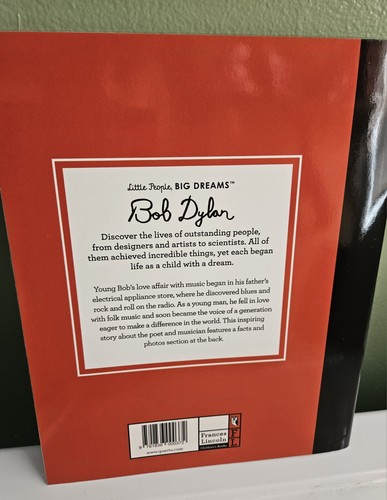 Little People, BIG DREAMS™
Bob Dylan
Discover the lives of outstanding people,
from designers and artists to scientists. All of
them achieved incredible things, yet each began
life as a child with a dream.
Young Bob's love affair with music began in his father's
electrical appliance store, where he discovered blues and
rock and roll on the radio. As a young man, he fell in love
with folk music and soon became the voice of a generation
eager to make a difference in the world. This inspiring
story about the poet and musician features a facts and
photos section at the back.
www.quarto.com
Frances
Lincoln